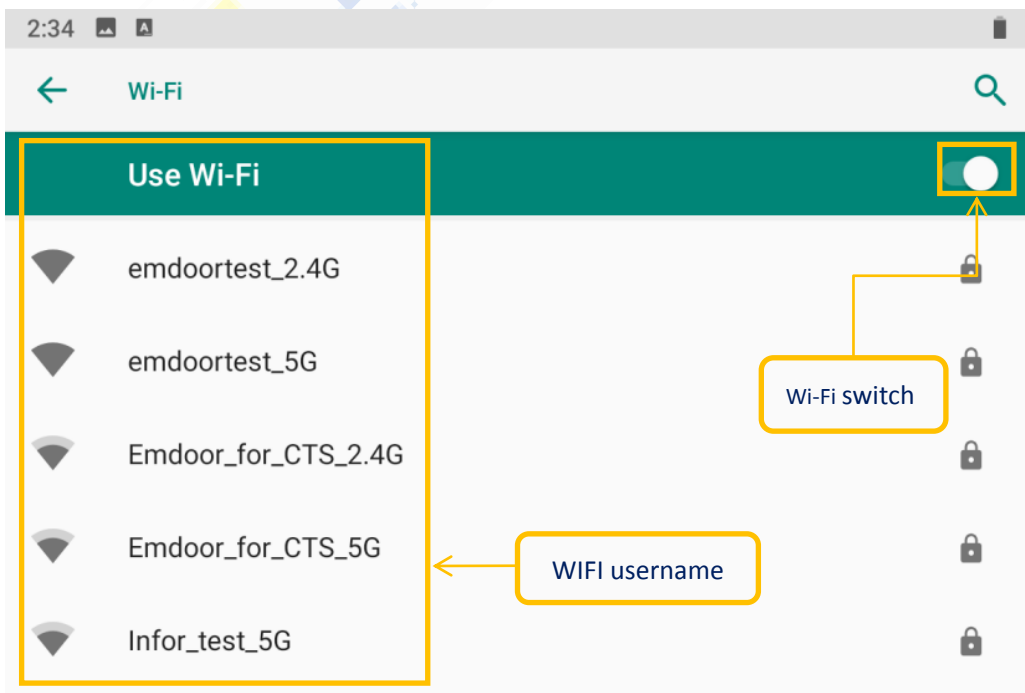 2:34 A
Wi-Fi
Use Wi-Fi
emdoortest_2.4G
emdoortest_5G
Wi-Fi switch
Emdoor_for_CTS_2.4G
Emdoor_for_CTS_5G
WIFI username
Infor_test_5G